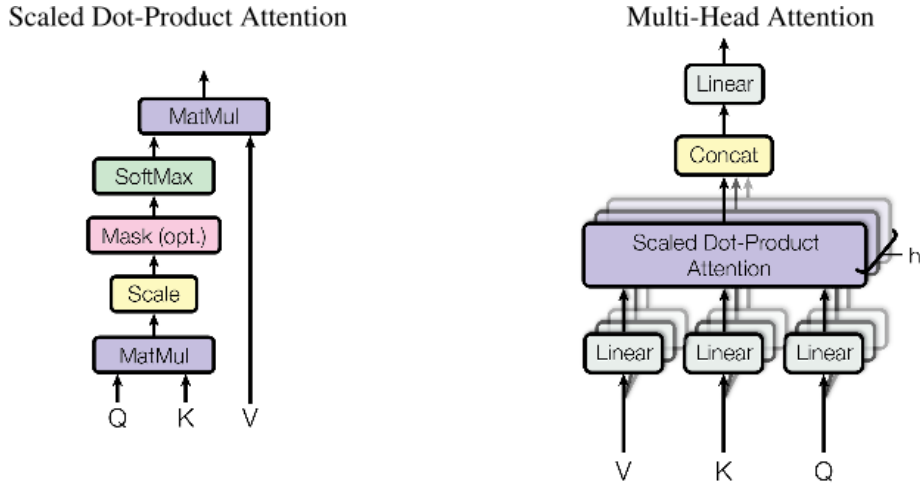 Scaled Dot-Product Attention
MatMul
SoftMax
Mask (opt.)
Scale
MatMul
Q K V
Multi-Head Attention
Linear
Concat
Scaled Dot-Product
Attention
h
Linear Linear Linear
V K Q